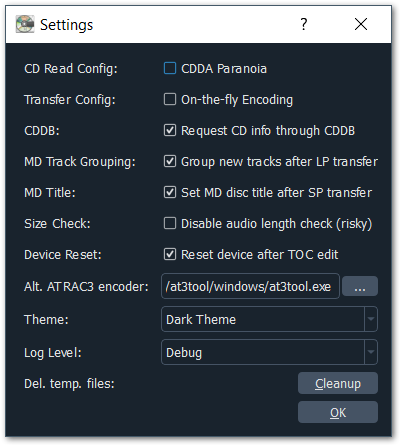 Settings
CD Read Config: CDDA Paranoia
Transfer Config: On-the-fly Encoding
CDDB: Request CD info through CDDB
MD Track Grouping: Group new tracks after LP transfer
MD Title: Set MD disc title after SP transfer
Size Check: Disable audio length check (risky)
Device Reset: Reset device after TOC edit
Alt. ATRAC3 encoder: /at3tool/windows/at3tool.exe ...
Theme: Dark Theme
Log Level: Debug
Del. temp. files: Cleanup
OK